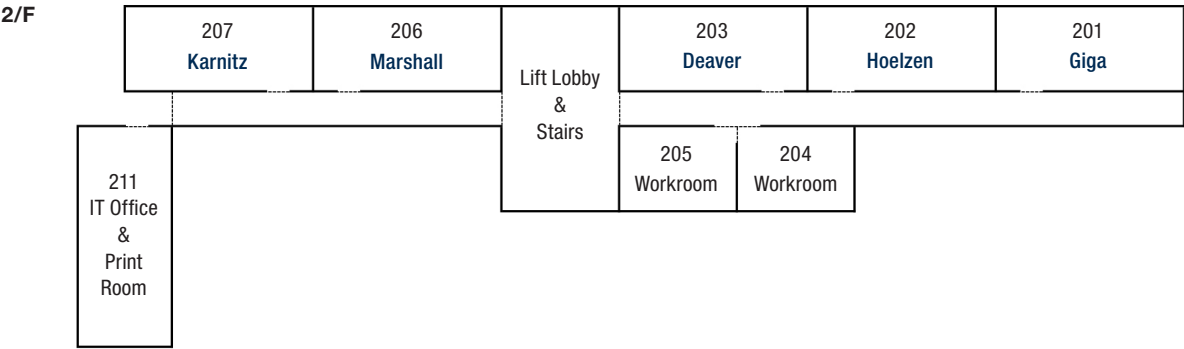 2/F
207
Karnitz
206
Marshall
Lift Lobby
&
Stairs
203
Deaver
202
Hoelzen
201
Giga
205
Workroom
204
Workroom
211
IT Office
&
Print
Room